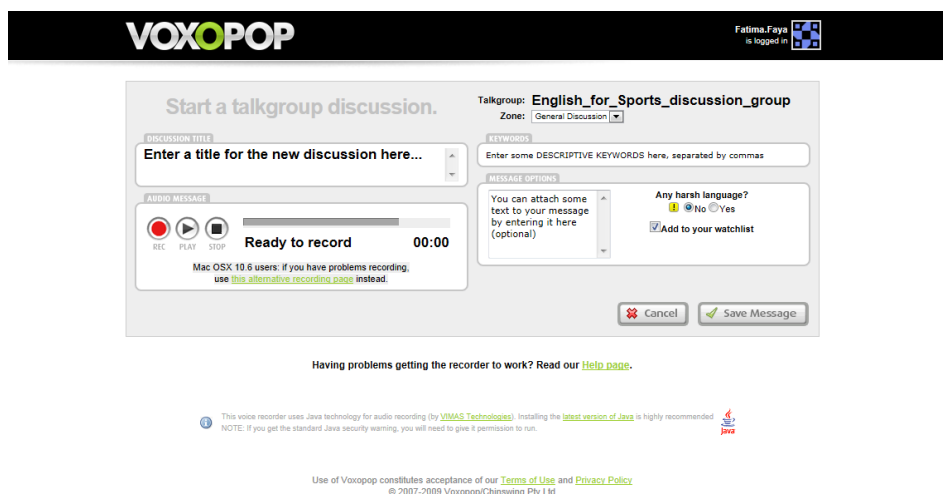 VOXOPOP
Fatima.Faya
is logged in
Start a talkgroup discussion.
Talkgroup: English_for_Sports_discussion_group
Zone: General Discussion
DISCUSSION TITLE
Enter a title for the new discussion here...
KEYWORDS
Enter some DESCRIPTIVE KEYWORDS here, separated by commas
AUDIO MESSAGE
REC PLAY STOP
Ready to record 00:00
Mac OSX 10.6 users: if you have problems recording,
use this alternative recording page instead.
MESSAGE OPTIONS
You can attach some
text to your message
by entering it here
(optional)
Any harsh language?
! No Yes
Add to your watchlist
Cancel
Save Message
Having problems getting the recorder to work? Read our Help page.
This voice recorder uses Java technology for audio recording (by VIMAS Technologies). Installing the latest version of Java is highly recommended
NOTE: If you get the standard Java security warning, you will need to give it permission to run.
Java
Use of Voxopop constitutes acceptance of our Terms of Use and Privacy Policy
© 2007-2009 Voxopop/Chinswing Pty Ltd